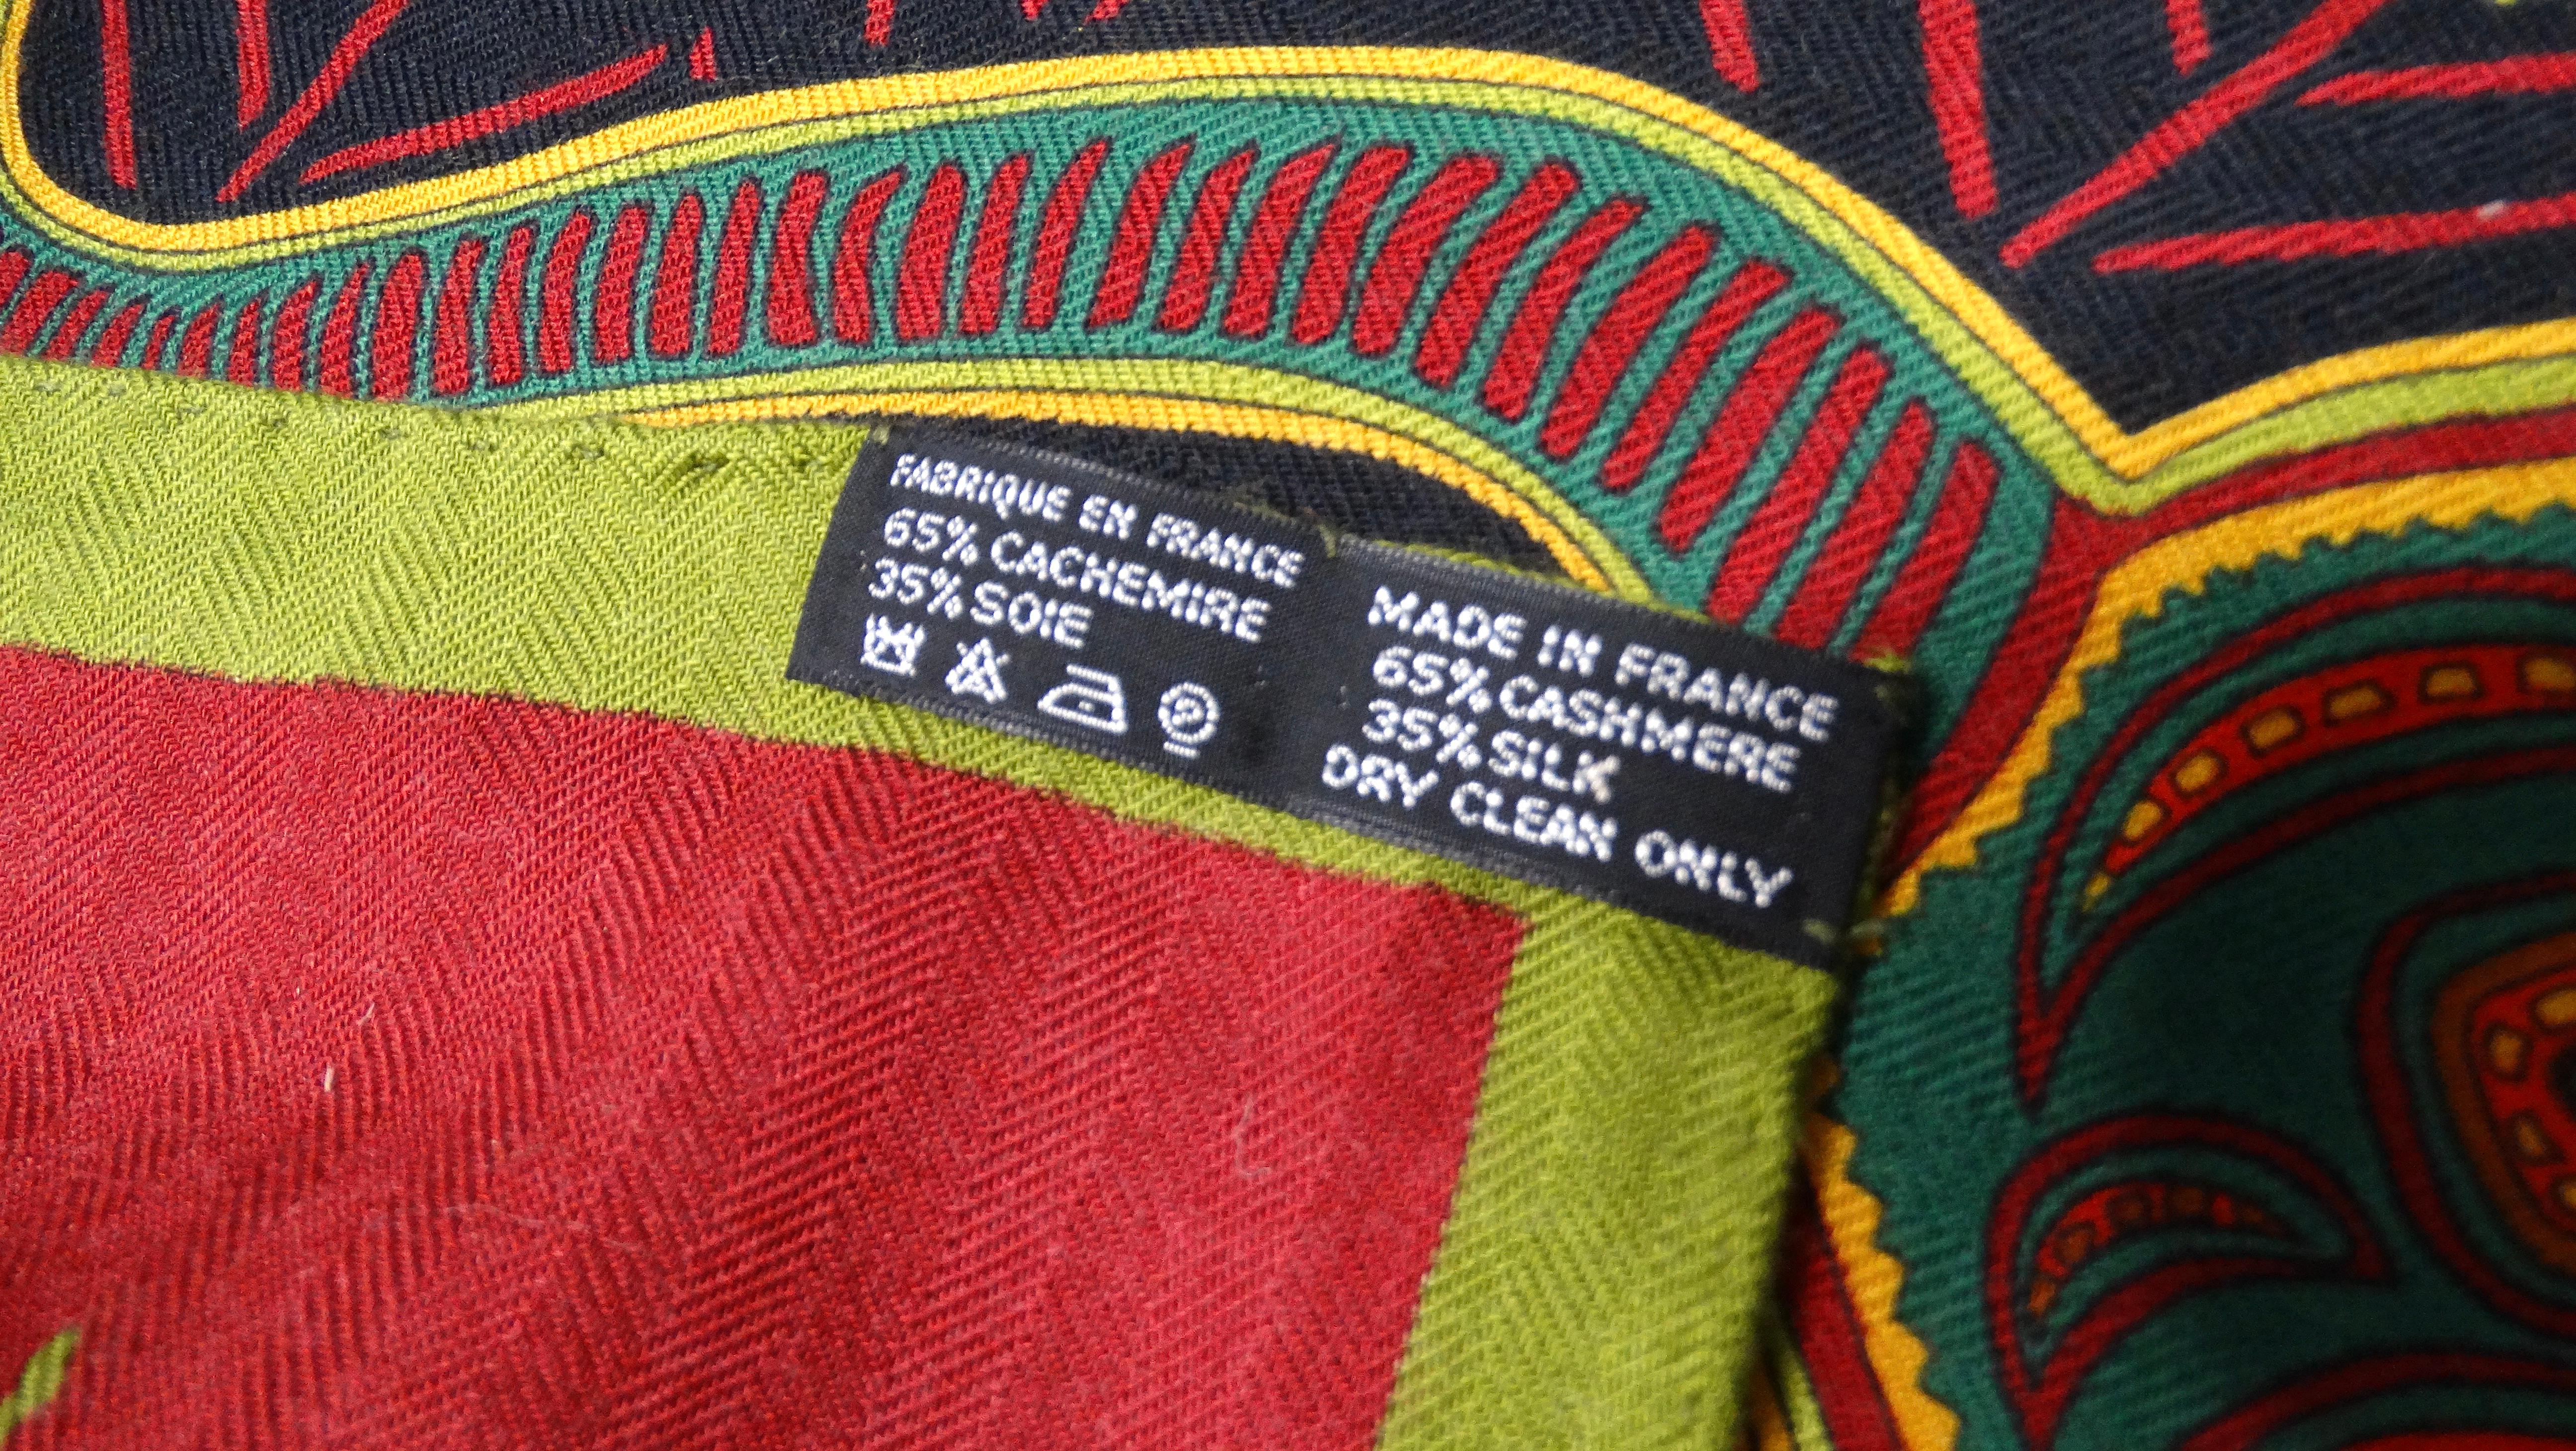 FABRIQUE EN FRANCE
65% CACHEMIRE
35% SOIE
P
MADE IN FRANCE
65% CASHMERE
35% SILK
DRY CLEAN ONLY